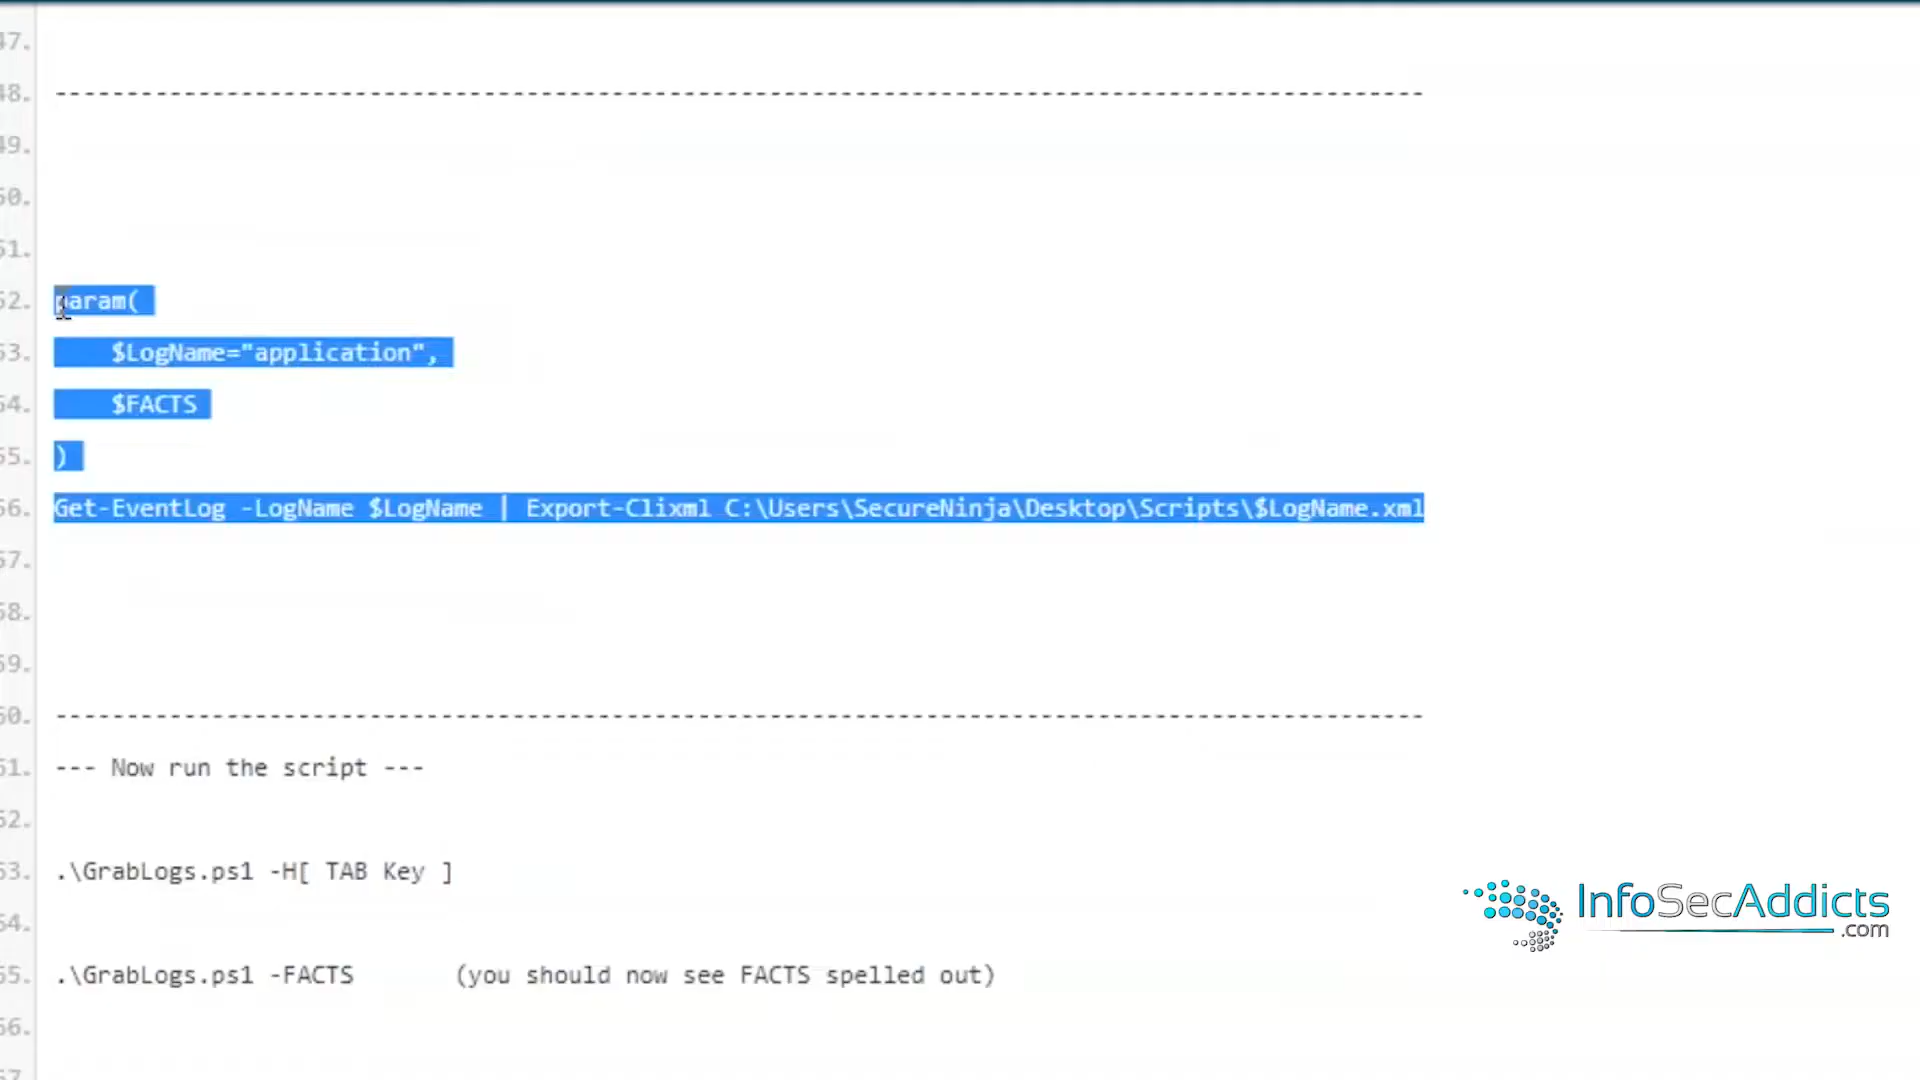 47.
48. ------------------------------------------------------------------------------------------------
49.
50.
51.
52. param(
53. $LogName="application",
54. $FACTS
55. )
56. Get-EventLog -LogName $LogName | Export-Clixml C:\Users\SecureNinja\Desktop\Scripts\$LogName.xml
57.
58.
59.
60. ------------------------------------------------------------------------------------------------
61. --- Now run the script ---
62.
63. .\GrabLogs.ps1 -H[ TAB Key ]
64.
65. .\GrabLogs.ps1 -FACTS (you should now see FACTS spelled out)
66.
67.
InfoSecAddicts
.com